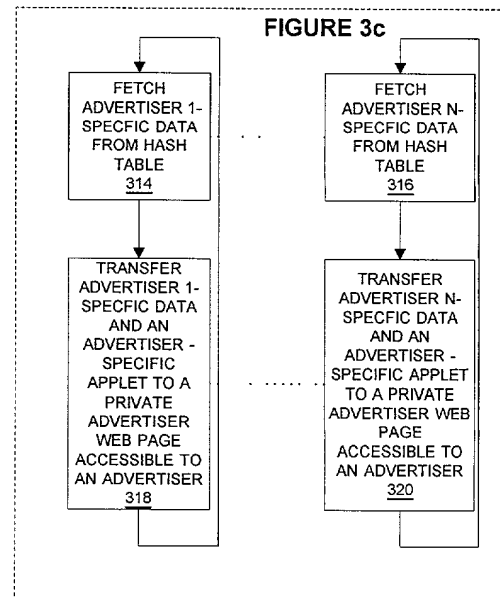 FIGURE 3c
FETCH
ADVERTISER 1-
SPECFIC DATA
FROM HASH
TABLE
314
FETCH
ADVERTISER N-
SPECFIC DATA
FROM HASH
TABLE
316
TRANSFER
ADVERTISER 1-
SPECFIC DATA
AND AN
ADVERTISER -
SPECIFIC
APPLET TO A
PRIVATE
ADVERTISER
WEB PAGE
ACCESSIBLE TO
AN ADVERTISER
318
TRANSFER
ADVERTISER N-
SPECFIC DATA
AND AN
ADVERTISER -
SPECIFIC APPLET
TO A PRIVATE
ADVERTISER WEB
PAGE
ACCESSIBLE TO
AN ADVERTISER
320